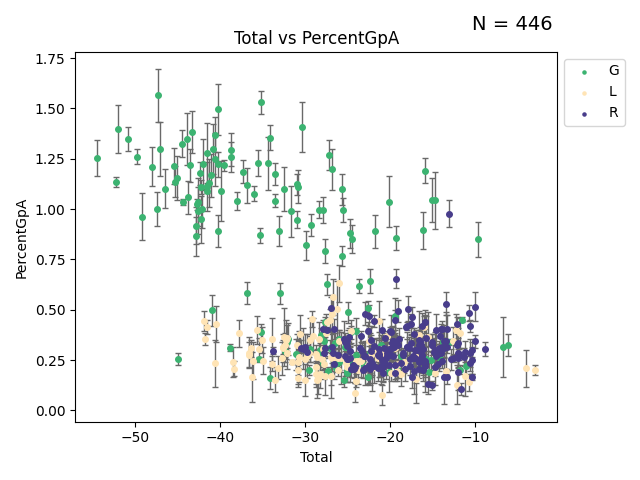 N = 446
Total vs PercentGpA
G
L
R
PercentGpA
1.75
1.50
1.25
1.00
0.75
0.50
0.25
0.00
−50
−40
−30
−20
−10
Total